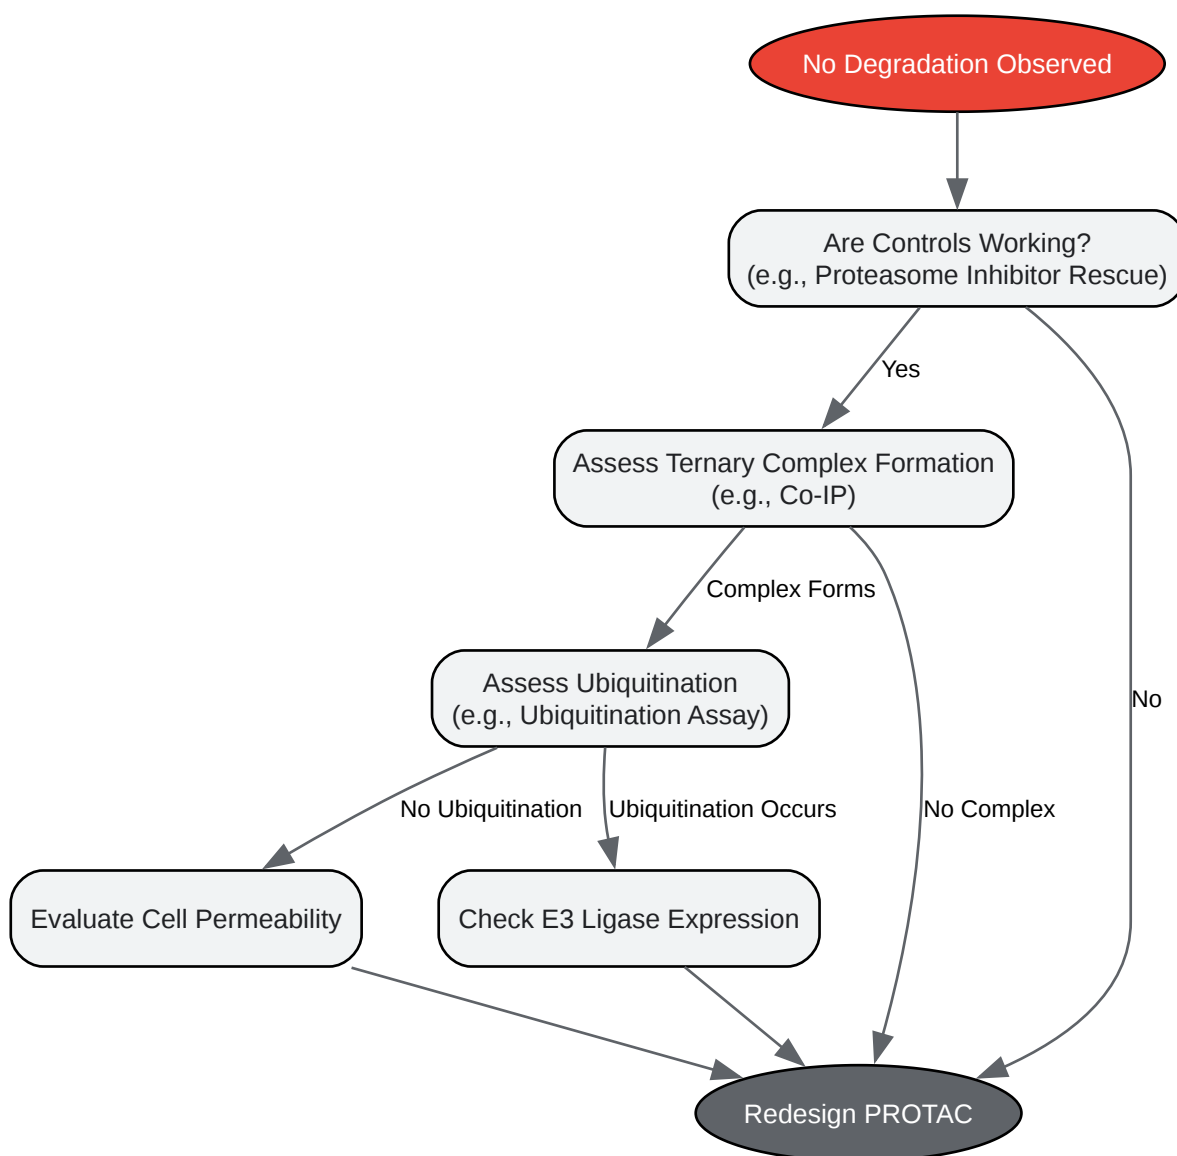 No Degradation Observed
Are Controls Working?
(e.g., Proteasome Inhibitor Rescue)
Yes
Assess Ternary Complex Formation
(e.g., Co-IP)
Complex Forms
Assess Ubiquitination
(e.g., Ubiquitination Assay)
No
No Ubiquitination
Ubiquitination Occurs
No Complex
Evaluate Cell Permeability
Check E3 Ligase Expression
Redesign PROTAC